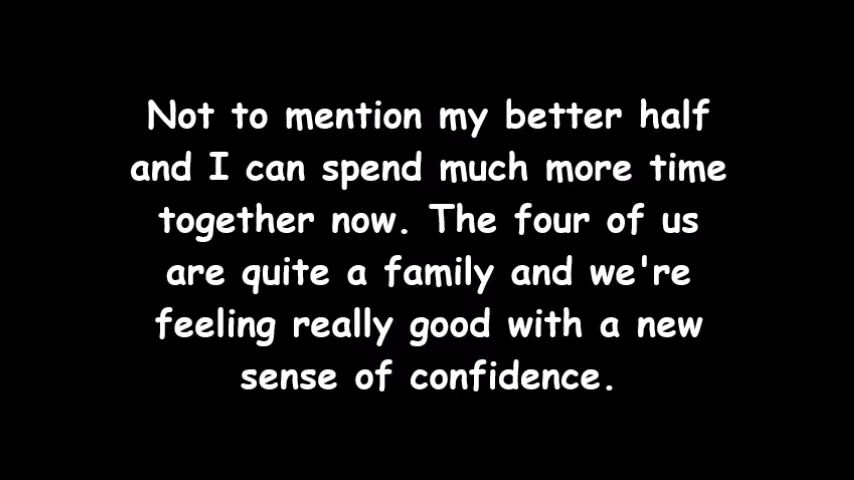 Not to mention my better half
and I can spend much more time
together now. The four of us
are quite a family and we're
feeling really good with a new
sense of confidence.